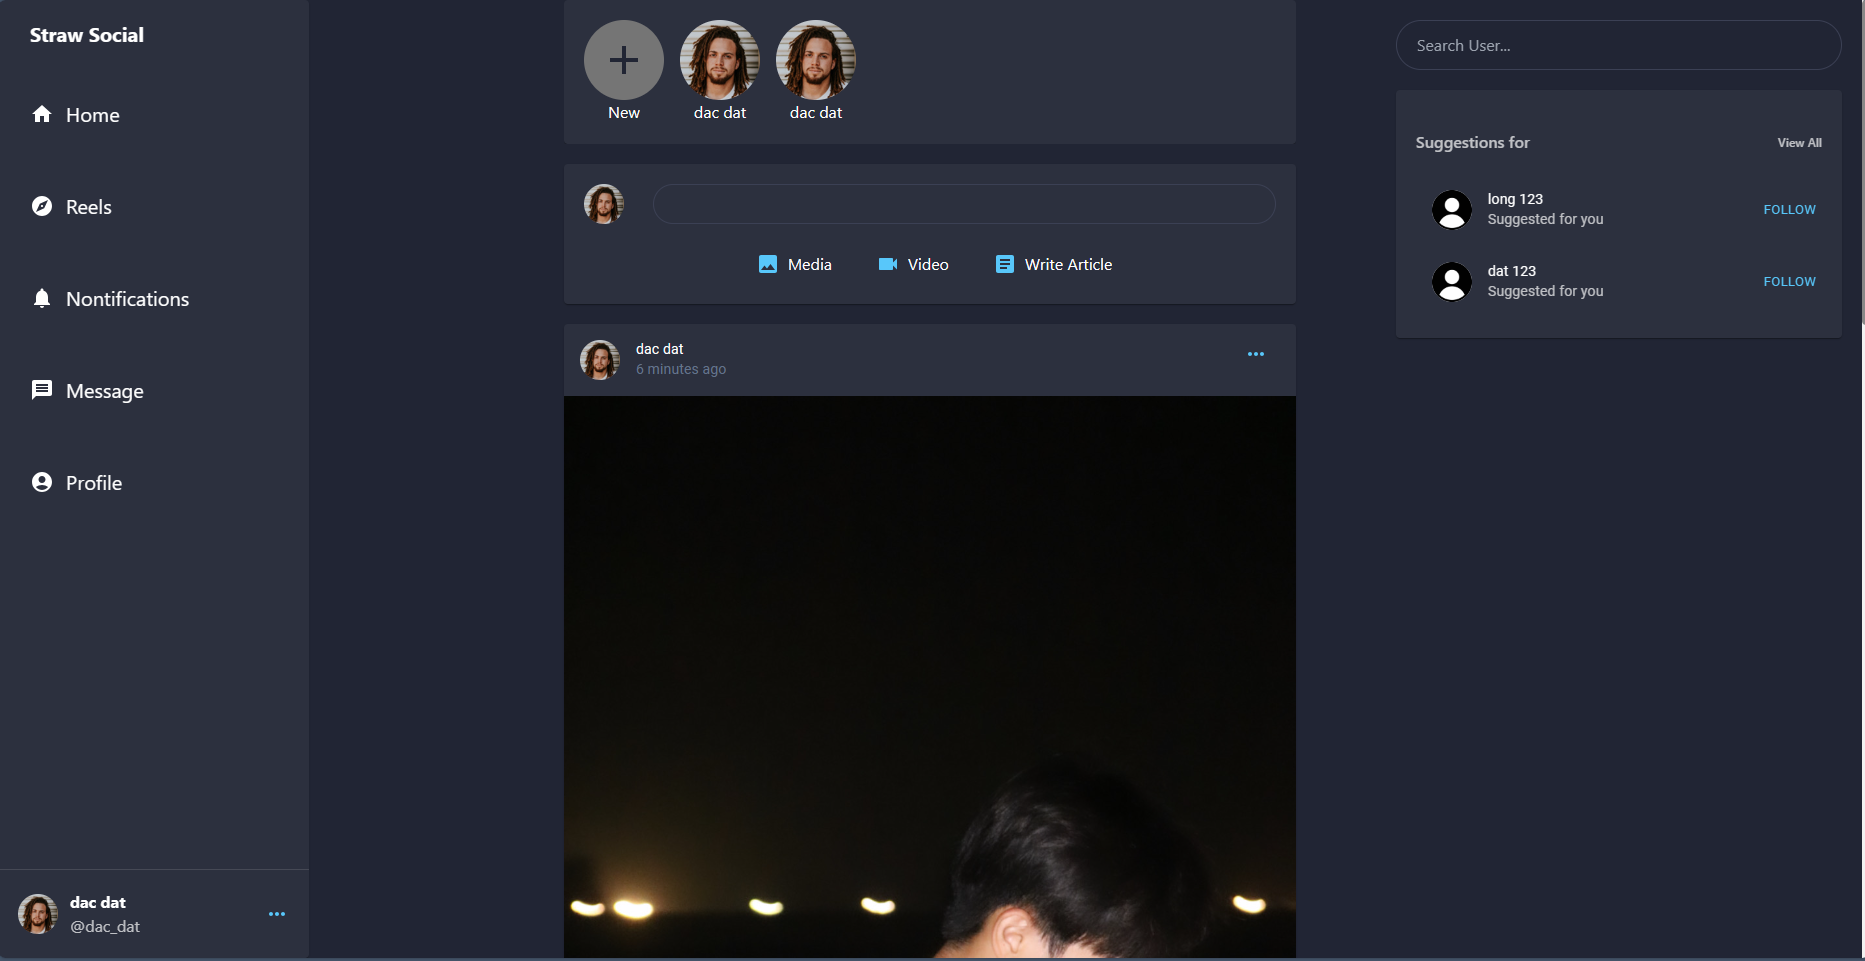 Straw Social
Home
Reels
Nontifications
Message
Profile
dac dat
@dac_dat
New
dac dat
dac dat
Media
Video
Write Article
dac dat
6 minutes ago
Search User...
Suggestions for
View All
long 123
Suggested for you
FOLLOW
dat 123
Suggested for you
FOLLOW